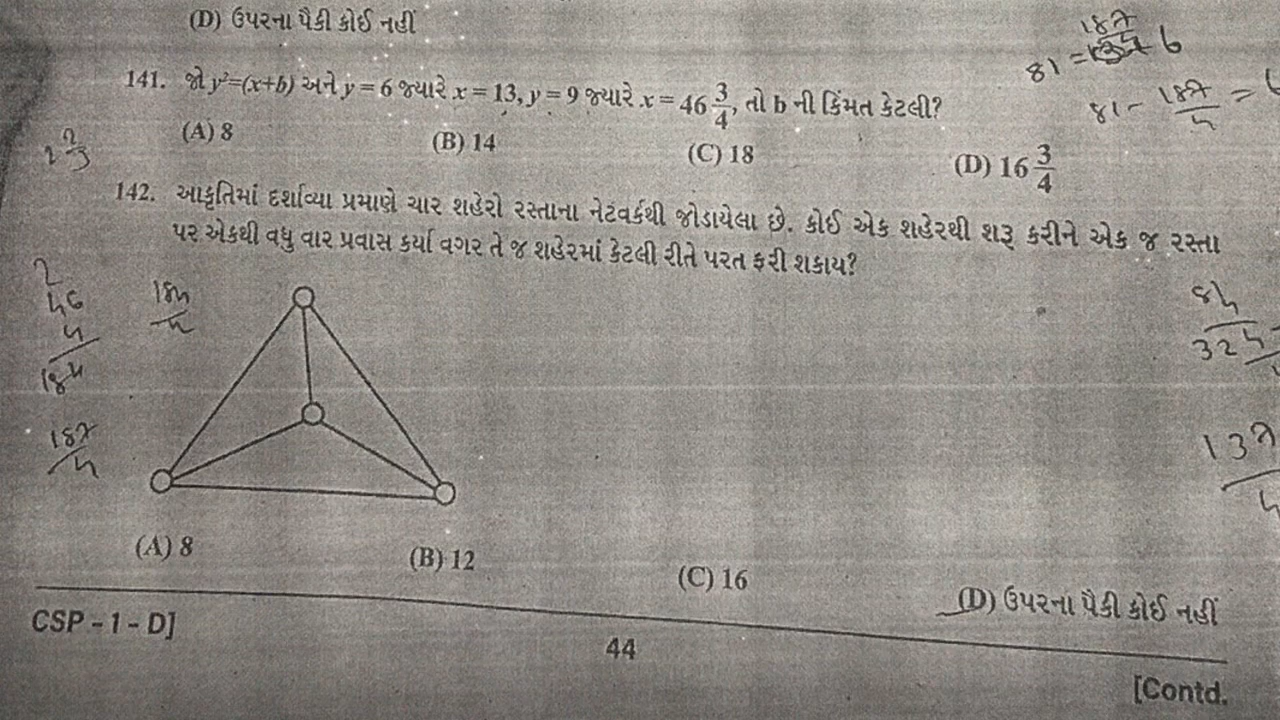 (D) ઉપરના પૈકી કોઈ નહીં
141. જો y²=(x+b) અને y = 6 જ્યારે x = 13, y = 9 જ્યારે x = 46 3/4, તો b ની કિંમત કેટલી?
(A) 8 (B) 14 (C) 18 (D) 16 3/4
142. આકૃતિમાં દર્શાવ્યા પ્રમાણે ચાર શહેરો રસ્તાના નેટવર્કથી જોડાયેલા છે. કોઈ એક શહેરથી શરૂ કરીને એક જ રસ્તા
પર એકથી વધુ વાર પ્રવાસ કર્યા વગર તે જ શહેરમાં કેટલી રીતે પરત ફરી શકાય?
(A) 8 (B) 12 (C) 16 (D) ઉપરના પૈકી કોઈ નહીં
CSP - 1 - D]
44
[Contd.